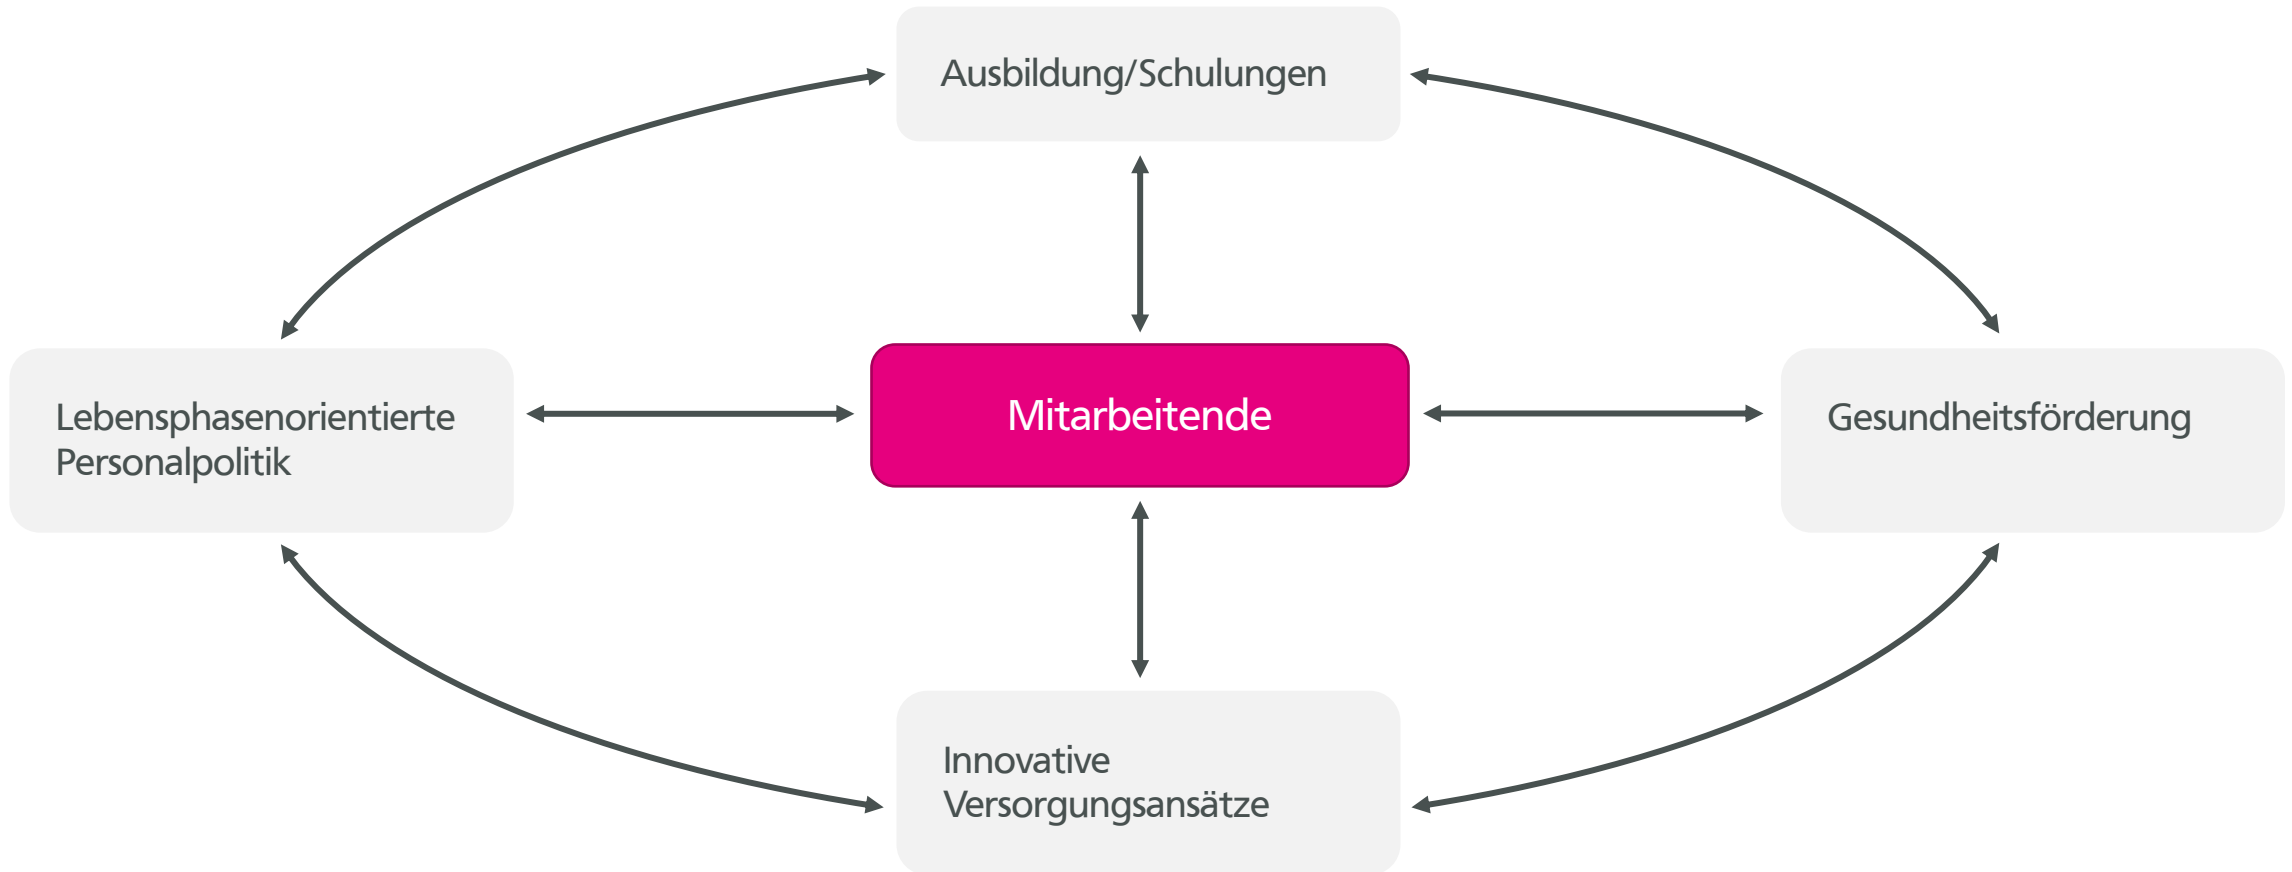 Ausbildung/Schulungen
Lebensphasenorientierte
Personalpolitik
Mitarbeitende
Gesundheitsförderung
Innovative
Versorgungsansätze